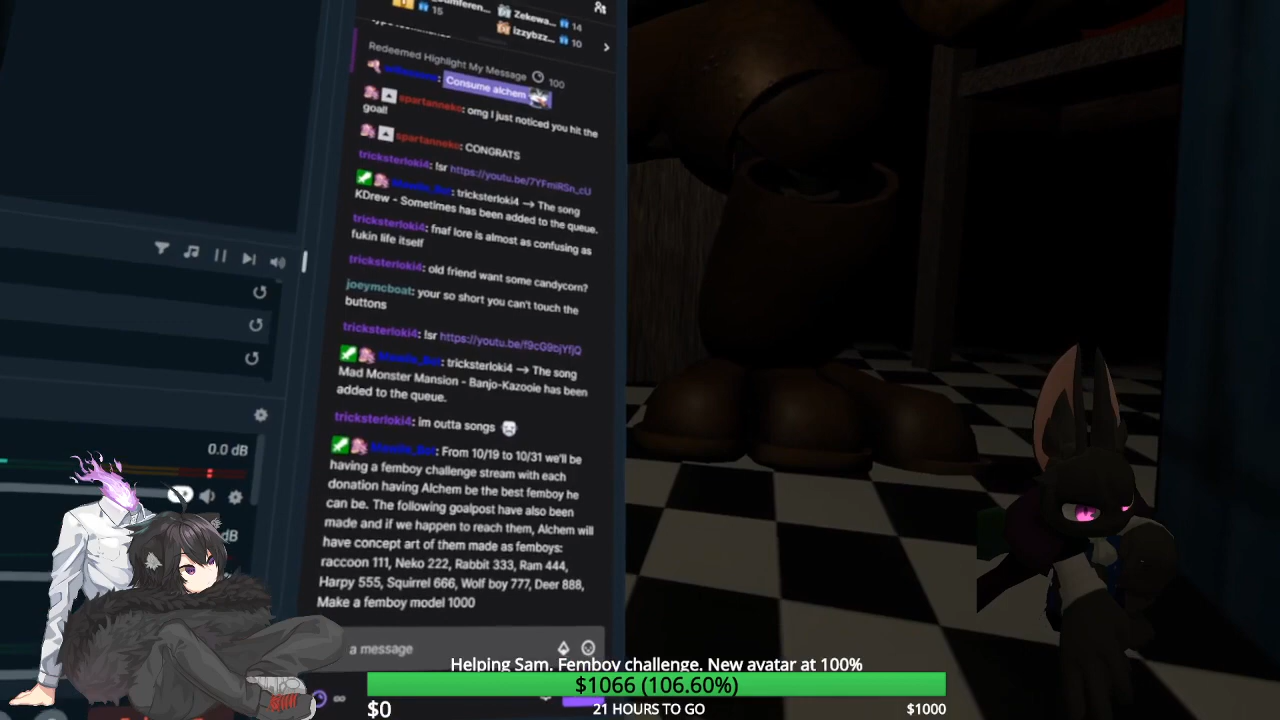 15
Zekewa... 14
izzybzz... 10
Redeemed Highlight My Message 100
Consume alchem
spartanneko: omg I just noticed you hit the
goal!
spartanneko: CONGRATS
tricksterloki4: !sr https://youtu.be/7YFmiRSn_cU
tricksterloki4 → The song
KDrew - Sometimes has been added to the queue.
tricksterloki4: fnaf lore is almost as confusing as
fukin life itself
tricksterloki4: old friend want some candycorn?
joeymcboat: your so short you can't touch the
buttons
tricksterloki4: !sr https://youtu.be/f9cG9bjYfjQ
tricksterloki4 → The song
Mad Monster Mansion - Banjo-Kazooie has been
added to the queue.
tricksterloki4: im outta songs
From 10/19 to 10/31 we'll be
having a femboy challenge stream with each
donation having Alchem be the best femboy he
can be. The following goalpost have also been
made and if we happen to reach them, Alchem will
have concept art of them made as femboys:
raccoon 111, Neko 222, Rabbit 333, Ram 444,
Harpy 555, Squirrel 666, Wolf boy 777, Deer 888,
Make a femboy model 1000
a message
0.0 dB
dB
Helping Sam. Femboy challenge. New avatar at 100%
$1066 (106.60%)
$0
21 HOURS TO GO
$1000